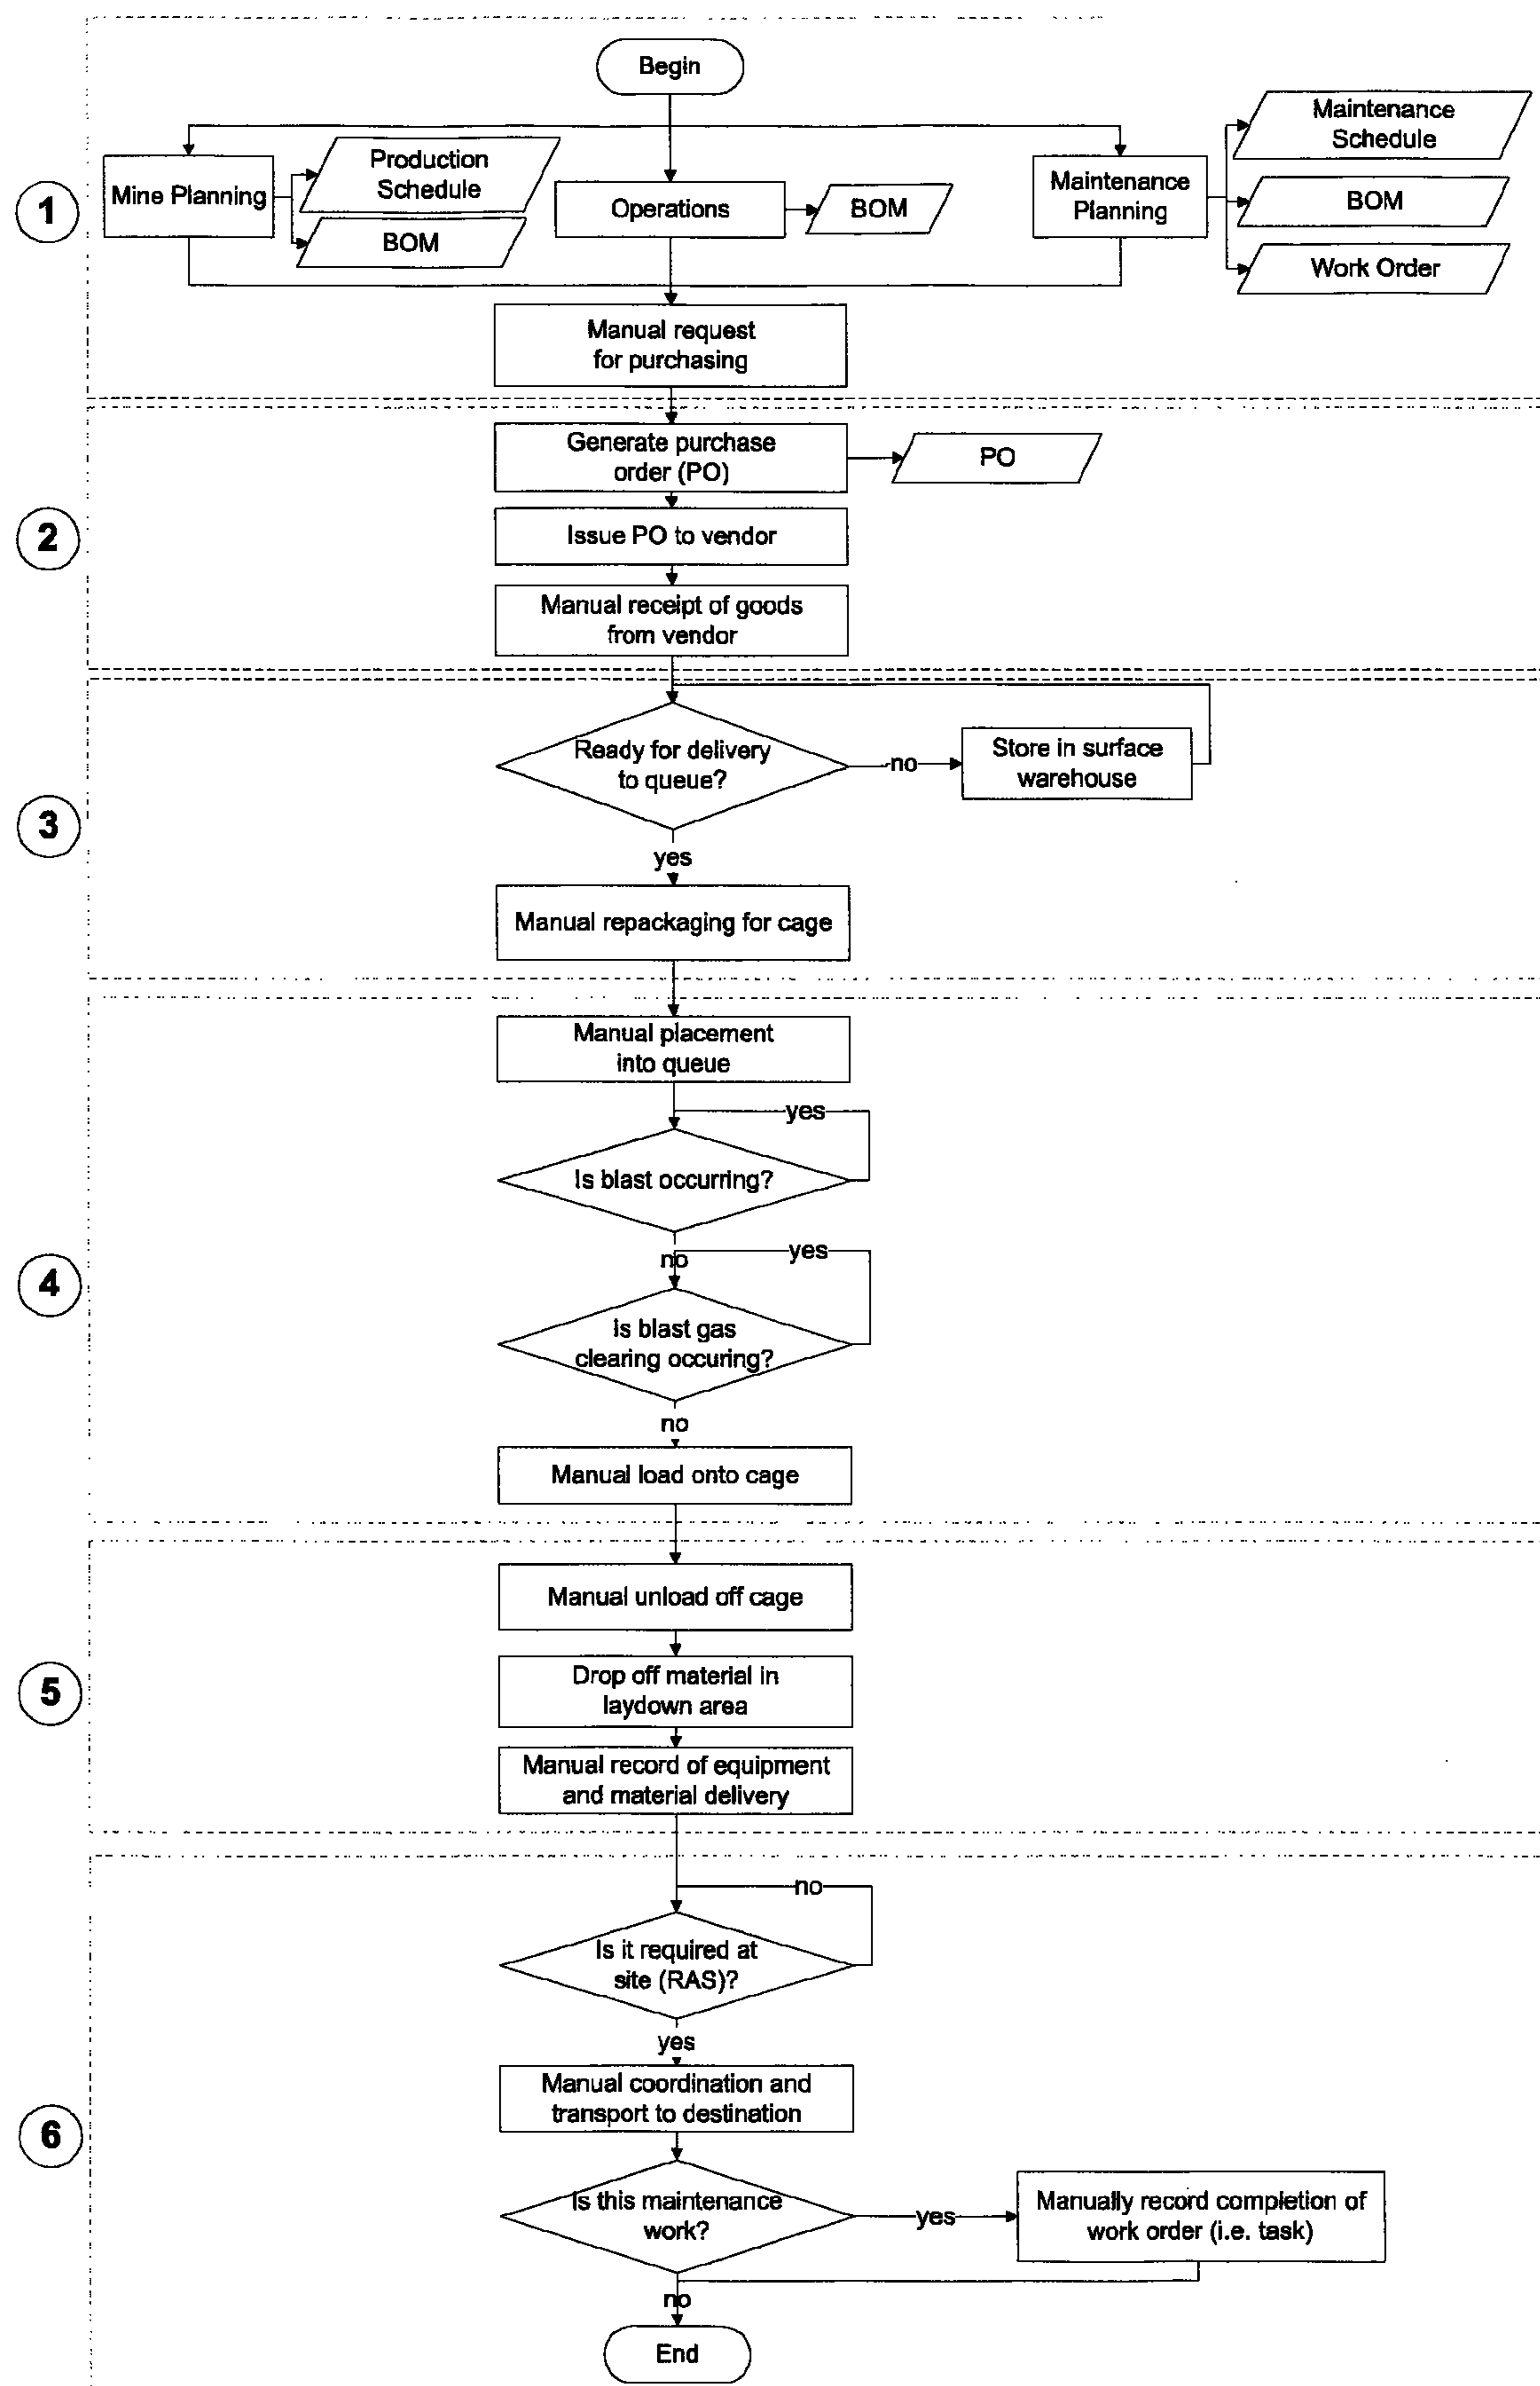 Begin
Mine Planning
Production
Schedule
BOM
Operations
BOM
Maintenance
Planning
Maintenance
Schedule
BOM
Work Order
1
Manual request
for purchasing
Generate purchase
order (PO)
PO
2
Issue PO to vendor
Manual receipt of goods
from vendor
Ready for delivery
to queue?
no
Store in surface
warehouse
3
yes
Manual repackaging for cage
Manual placement
into queue
yes
Is blast occurring?
no
yes
4
Is blast gas
clearing occuring?
no
Manual load onto cage
Manual unload off cage
5
Drop off material in
laydown area
Manual record of equipment
and material delivery
no
Is it required at
site (RAS)?
yes
Manual coordination and
transport to destination
6
Is this maintenance
work?
yes
Manually record completion of
work order (i.e. task)
no
End